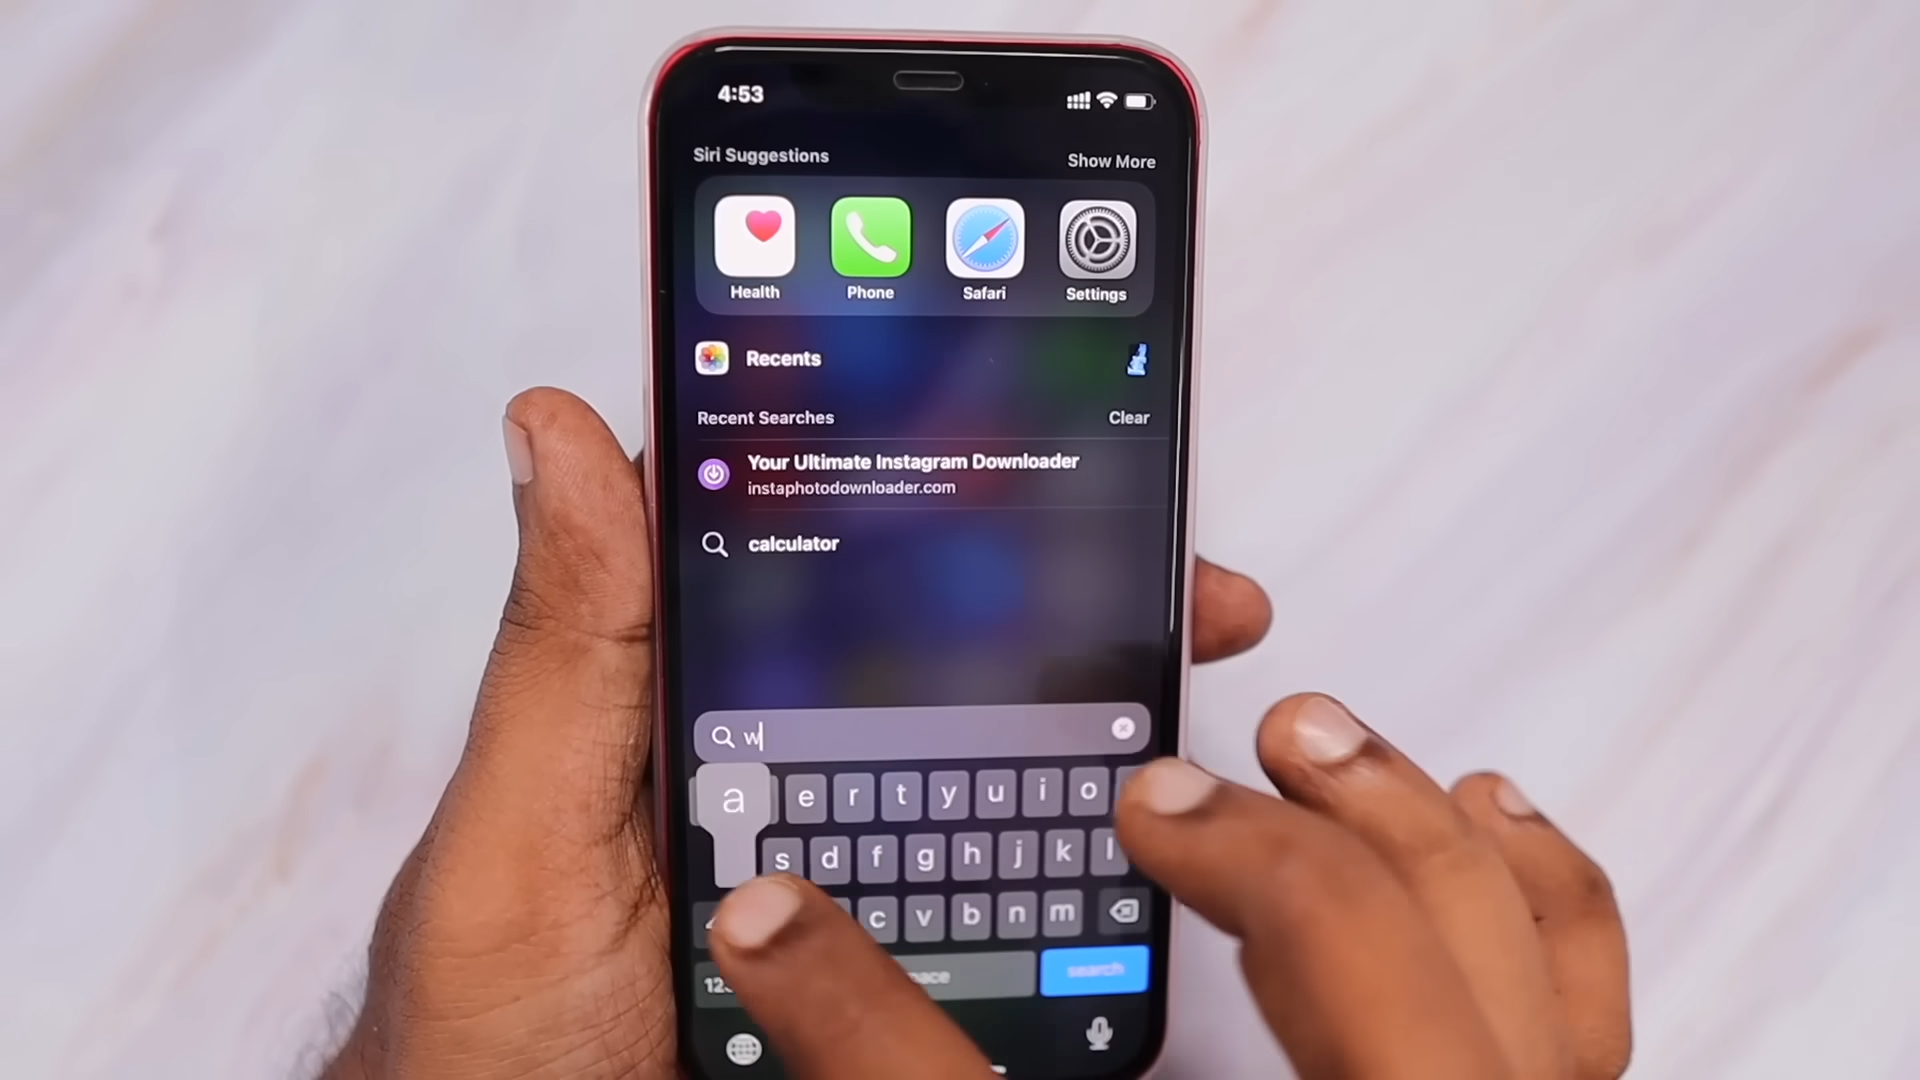 4:53
Siri Suggestions
Show More
Health Phone Safari Settings
Recents
Recent Searches
Clear
Your Ultimate Instagram Downloader
instaphotodownloader.com
calculator
w
a e r t y u i o
s d f g h j k l
c v b n m
search